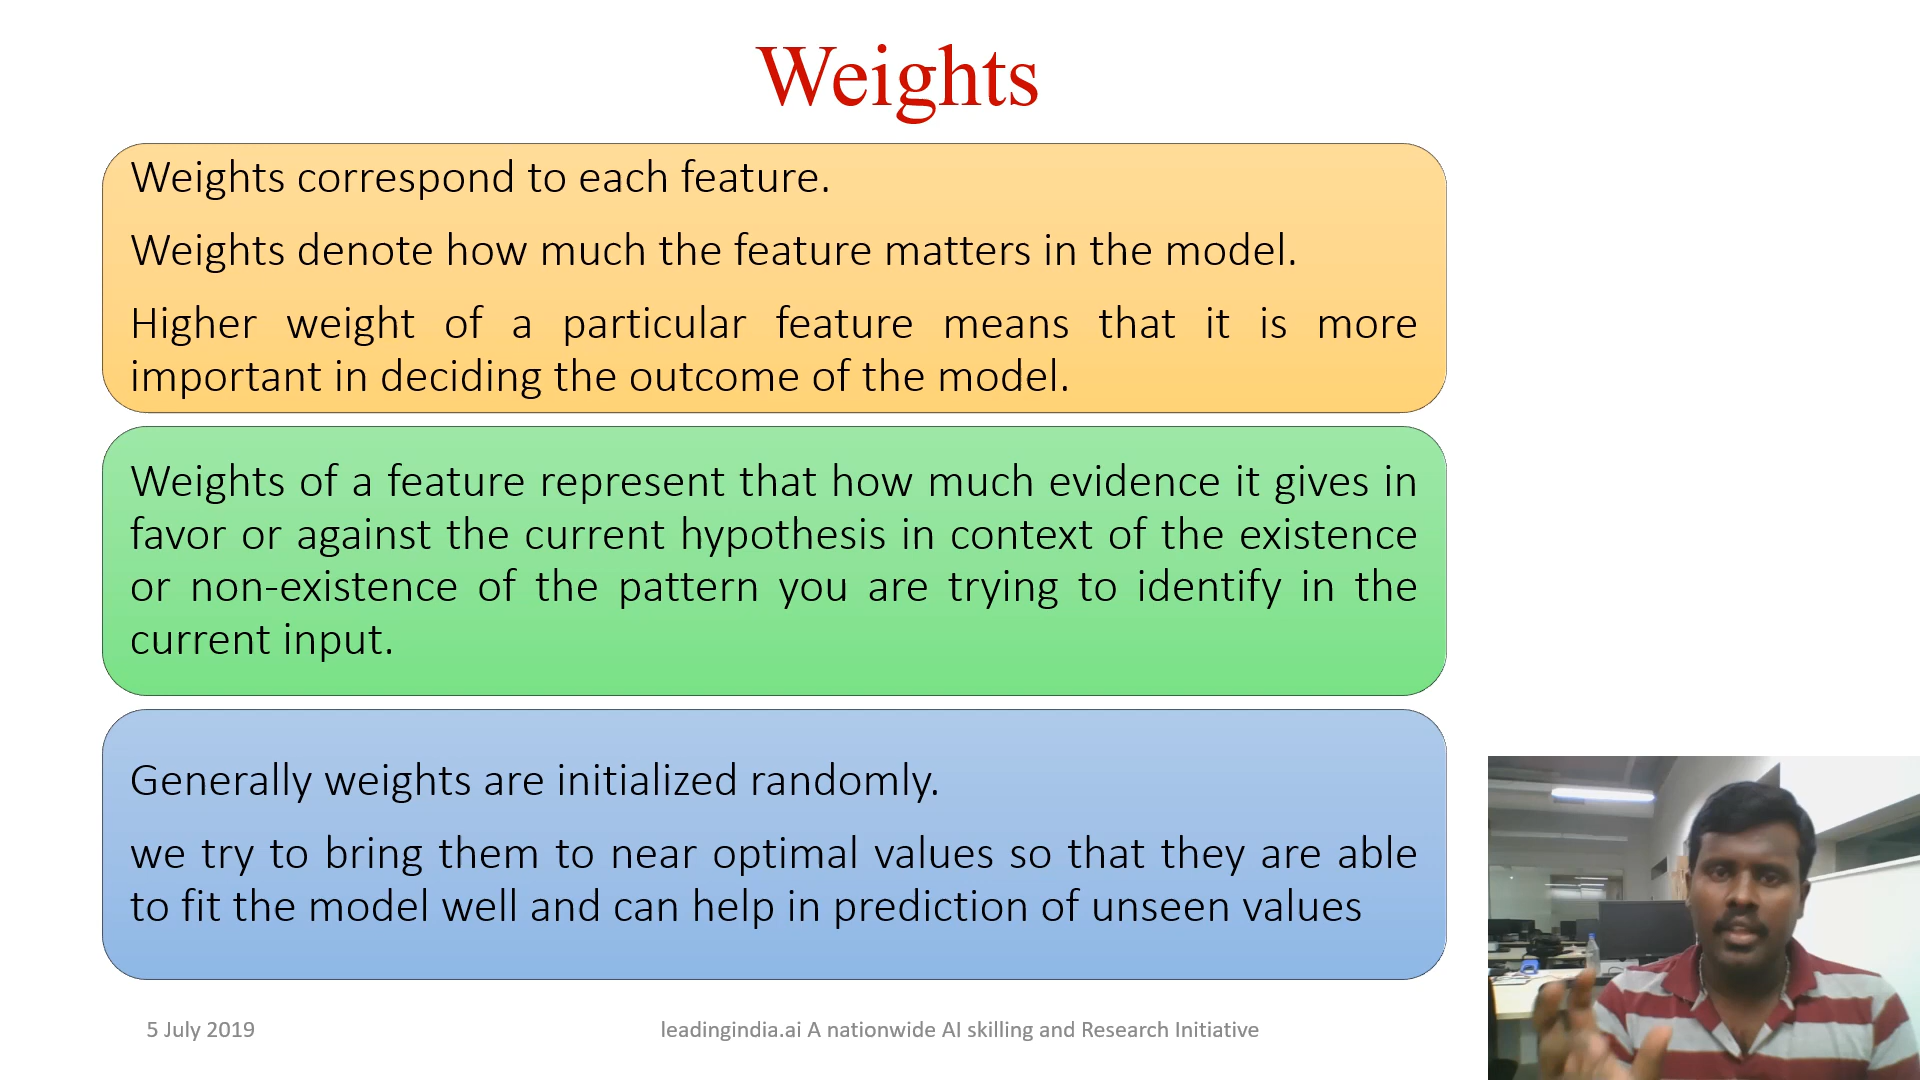 Weights
Weights correspond to each feature.
Weights denote how much the feature matters in the model.
Higher weight of a particular feature means that it is more
important in deciding the outcome of the model.
Weights of a feature represent that how much evidence it gives in
favor or against the current hypothesis in context of the existence
or non-existence of the pattern you are trying to identify in the
current input.
Generally weights are initialized randomly.
we try to bring them to near optimal values so that they are able
to fit the model well and can help in prediction of unseen values
5 July 2019
leadingindia.ai A nationwide AI skilling and Research Initiative